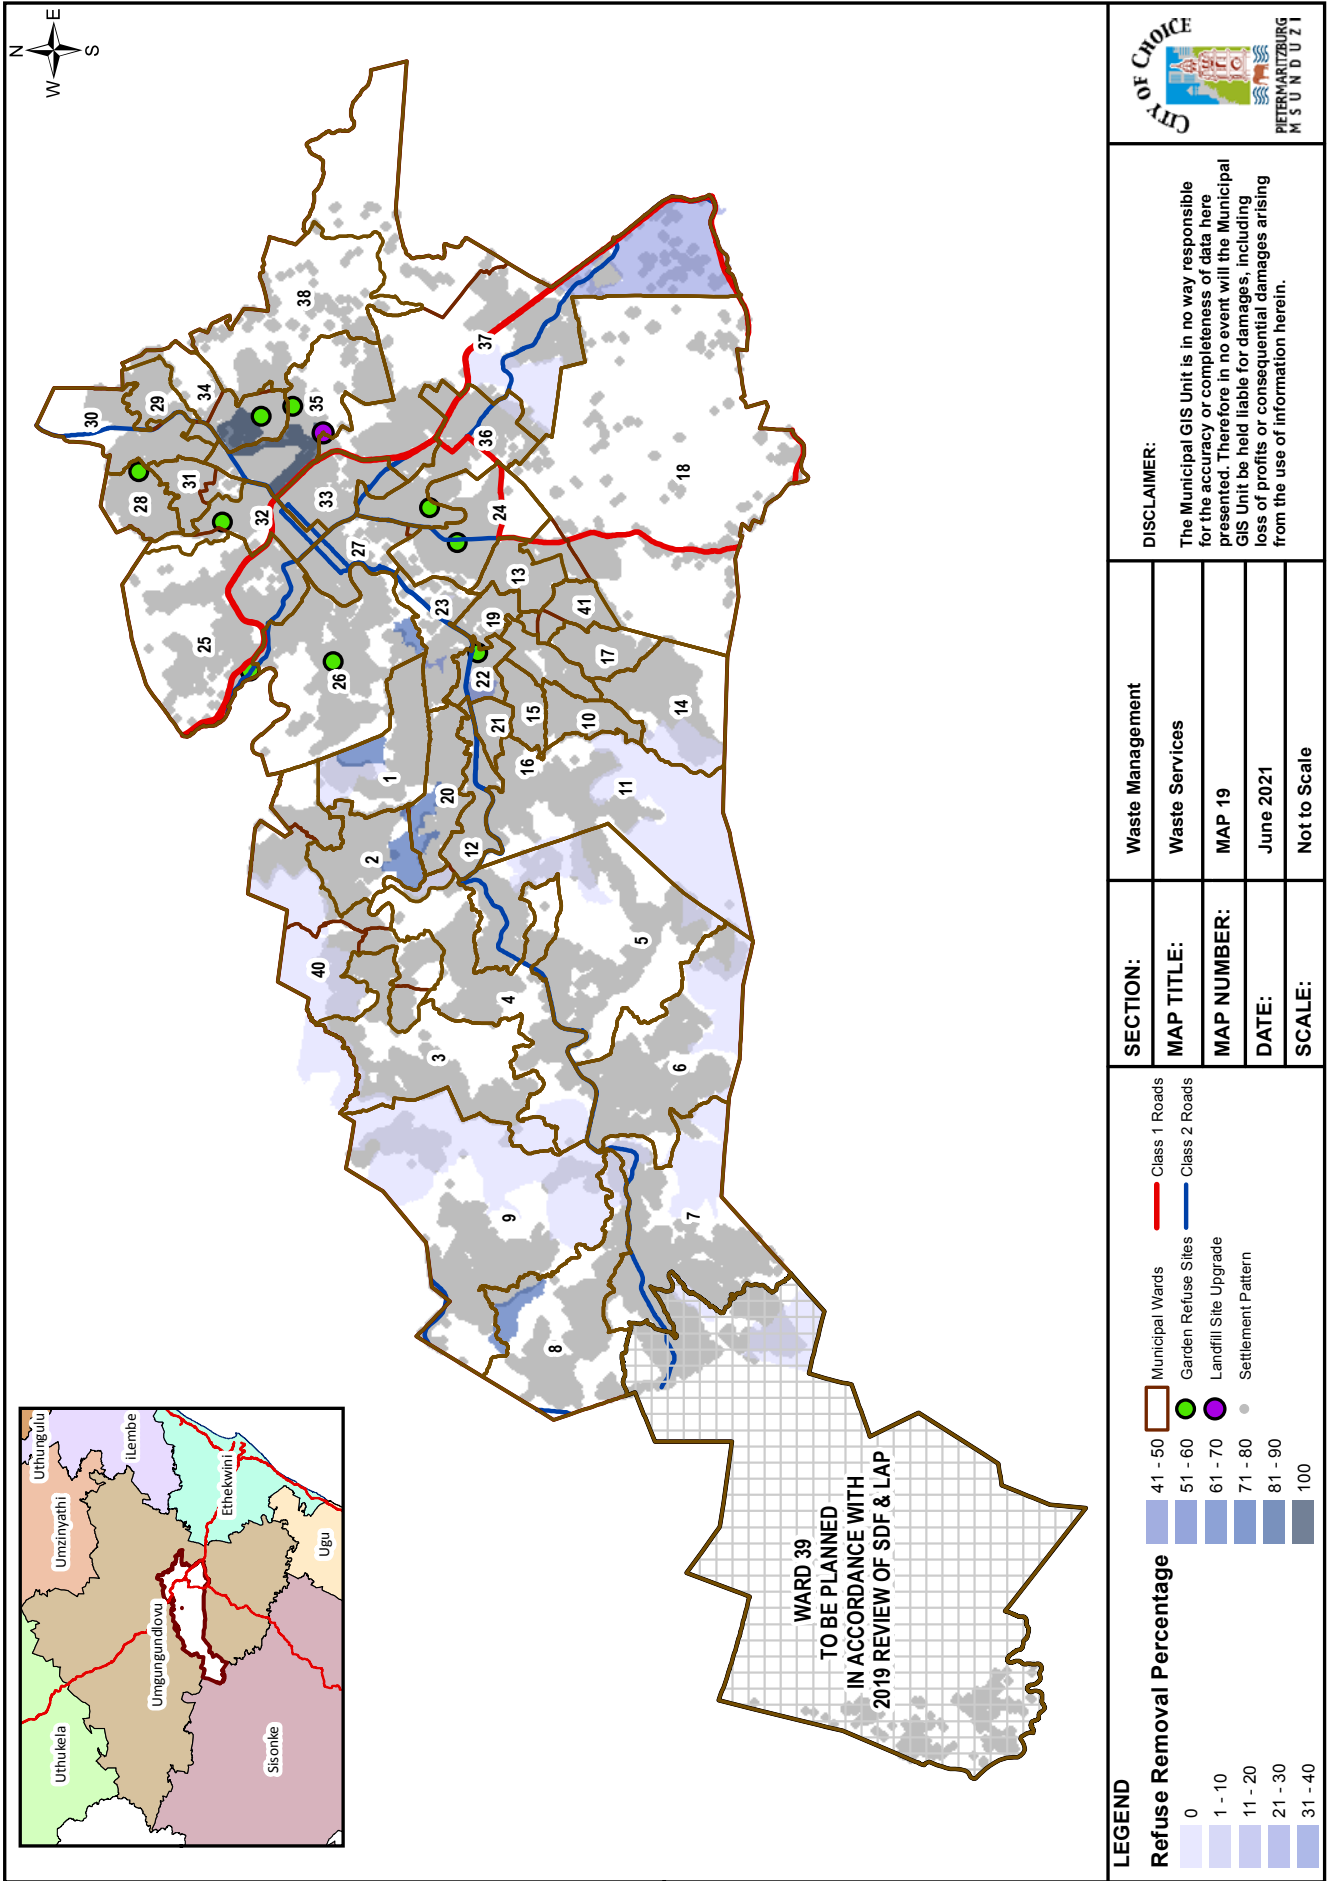 N
E
S
W
Uthungulu
iLembe
Umzinyathi
Ethekwini
Ugu
Umgungundlovu
Uthukela
Sisonke
30
29
34
38
28
31
35
32
33
37
36
25
27
24
18
26
23
13
19
41
22
17
21
15
10
14
1
20
16
11
2
12
40
5
4
3
6
9
7
8
WARD 39
TO BE PLANNED
IN ACCORDANCE WITH
2019 REVIEW OF SDF & LAP
LEGEND
Refuse Removal Percentage
0
1 - 10
11 - 20
21 - 30
31 - 40
41 - 50
51 - 60
61 - 70
71 - 80
81 - 90
100
Municipal Wards
Garden Refuse Sites
Landfill Site Upgrade
Settlement Pattern
Class 1 Roads
Class 2 Roads
SECTION: Waste Management
MAP TITLE: Waste Services
MAP NUMBER: MAP 19
DATE: June 2021
SCALE: Not to Scale
DISCLAIMER:
The Municipal GIS Unit is in no way responsible
for the accuracy or completeness of data here
presented. Therefore in no event will the Municipal
GIS Unit be held liable for damages, including
loss of profits or consequential damages arising
from the use of information herein.
CITY OF CHOICE
PIETERMARITZBURG
MSUNDUZI